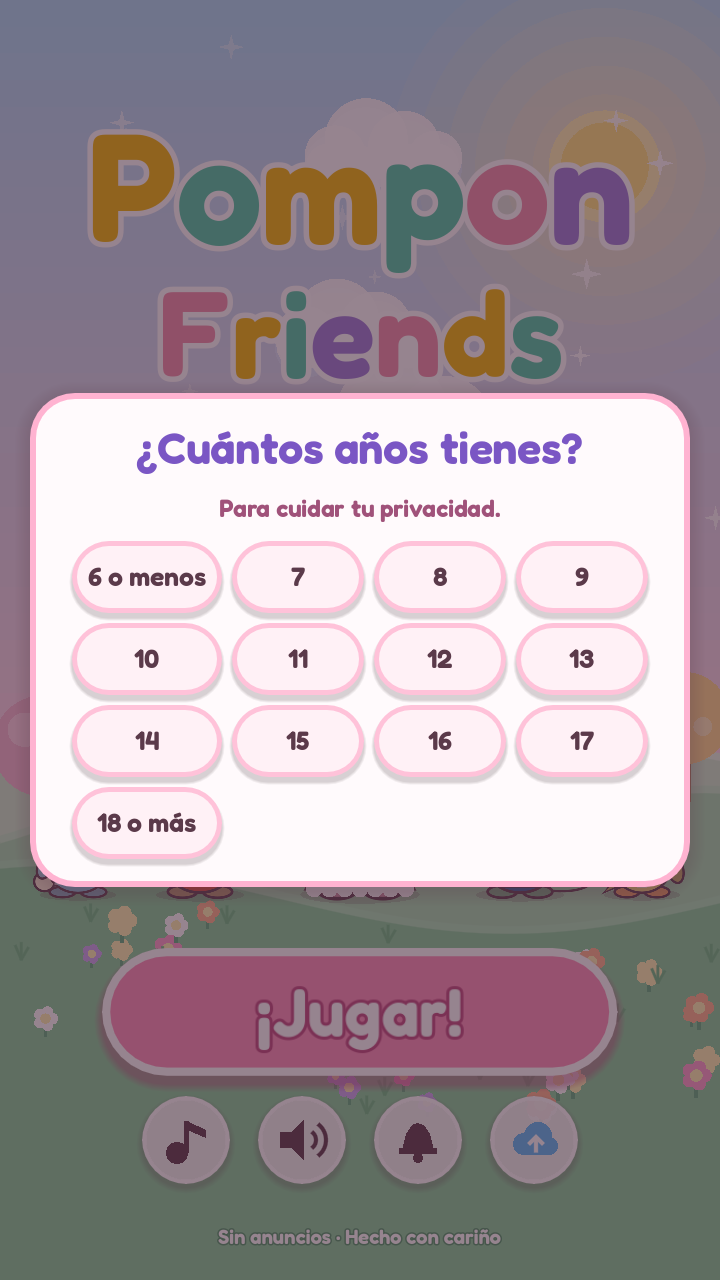 Pompon
Friends
¿Cuántos años tienes?
Para cuidar tu privacidad.
6 o menos 7 8 9
10 11 12 13
14 15 16 17
18 o más
¡Jugar!
Sin anuncios · Hecho con cariño